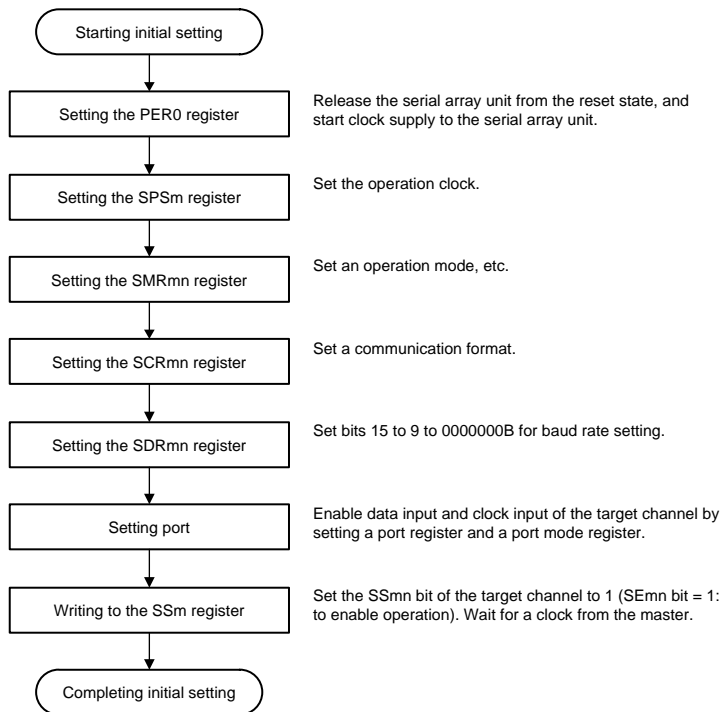 Starting initial setting
Setting the PER0 register
Release the serial array unit from the reset state, and
start clock supply to the serial array unit.
Setting the SPSm register
Set the operation clock.
Setting the SMRmn register
Set an operation mode, etc.
Setting the SCRmn register
Set a communication format.
Setting the SDRmn register
Set bits 15 to 9 to 0000000B for baud rate setting.
Setting port
Enable data input and clock input of the target channel by
setting a port register and a port mode register.
Writing to the SSm register
Set the SSmn bit of the target channel to 1 (SEmn bit = 1:
to enable operation). Wait for a clock from the master.
Completing initial setting